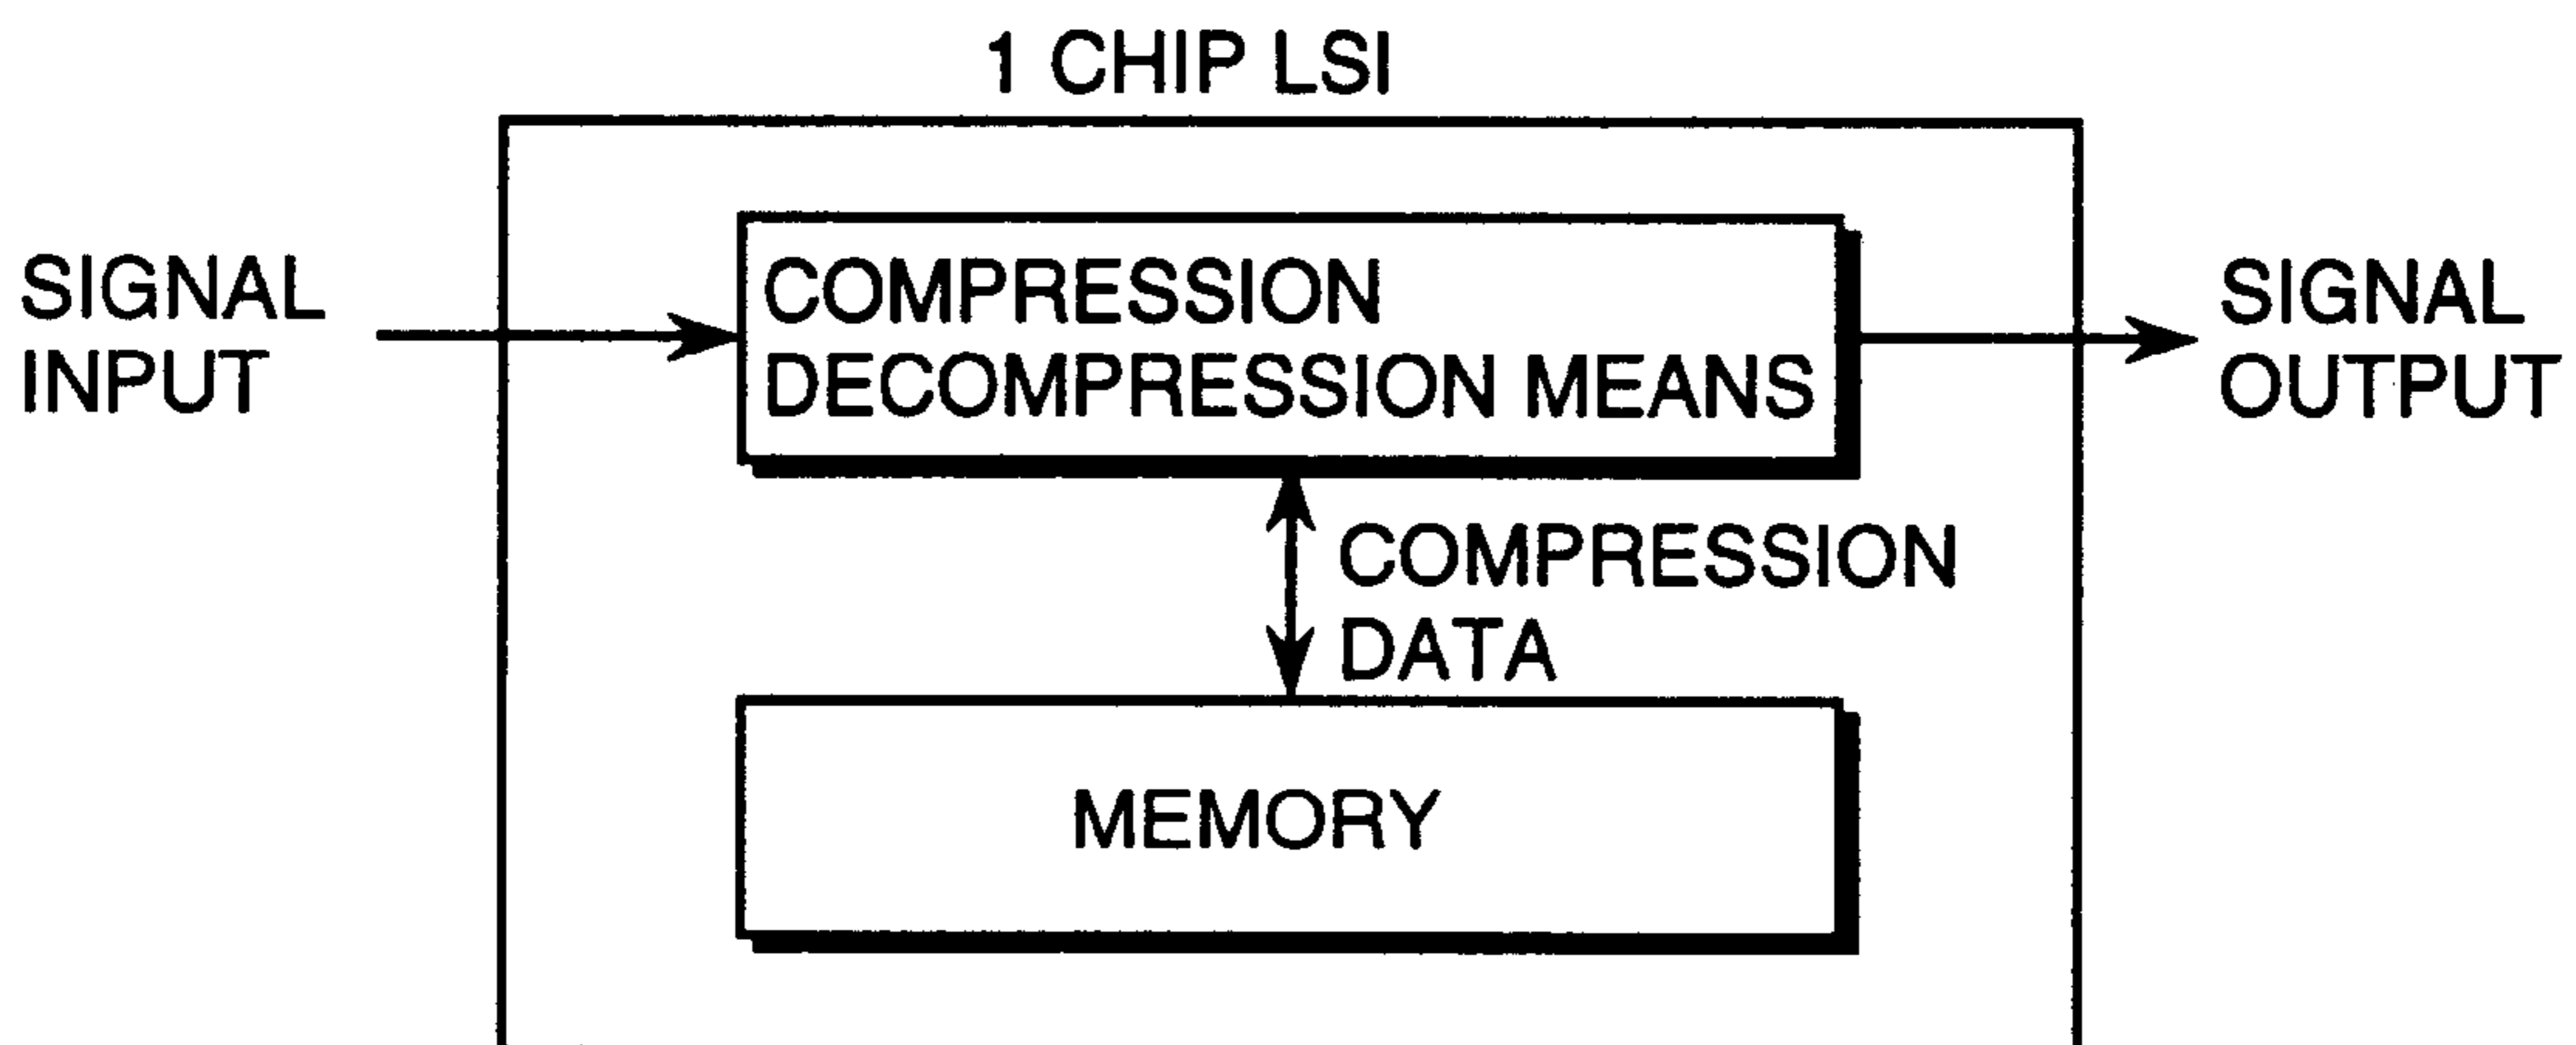 1 CHIP LSI
SIGNAL
INPUT
COMPRESSION
DECOMPRESSION MEANS
SIGNAL
OUTPUT
COMPRESSION
DATA
MEMORY